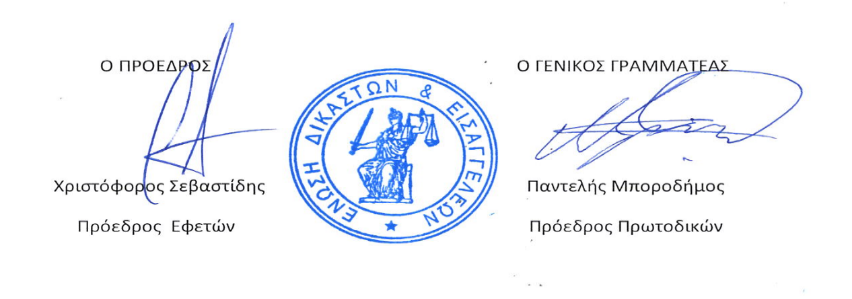 Ο ΠΡΟΕΔΡΟΣ
Χριστόφορος Σεβαστίδης
Πρόεδρος Εφετών
ΕΝΩΣΗ ΔΙΚΑΣΤΩΝ & ΕΙΣΑΓΓΕΛΕΩΝ
Ο ΓΕΝΙΚΟΣ ΓΡΑΜΜΑΤΕΑΣ
Παντελής Μποροδήμος
Πρόεδρος Πρωτοδικών